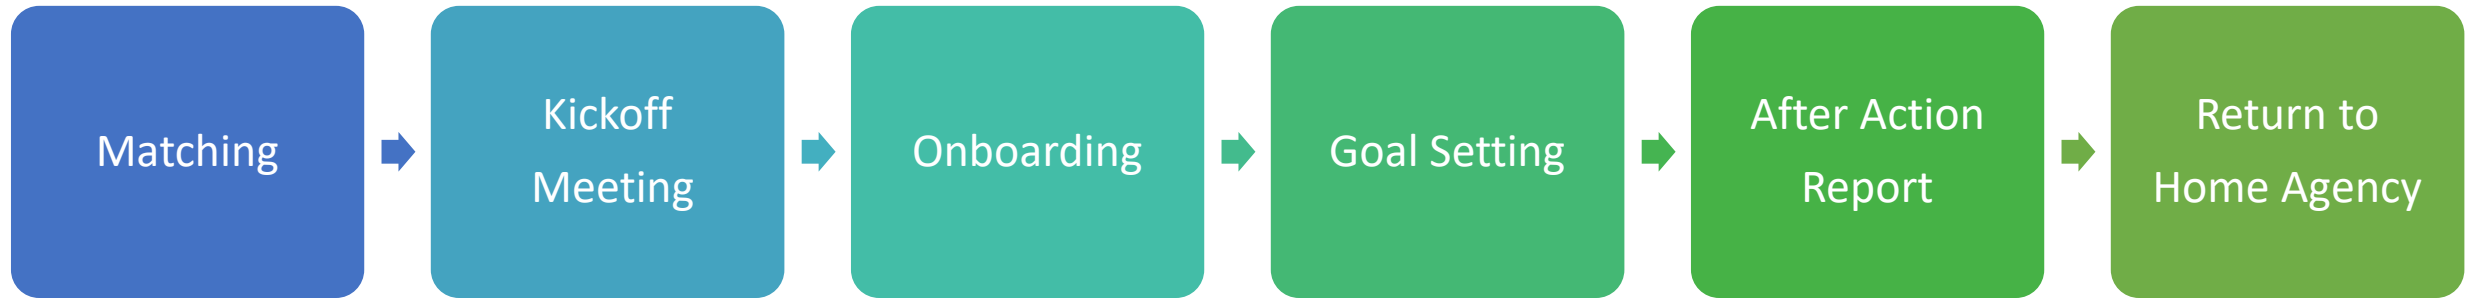 Matching
Kickoff
Meeting
Onboarding
Goal Setting
After Action
Report
Return to
Home Agency